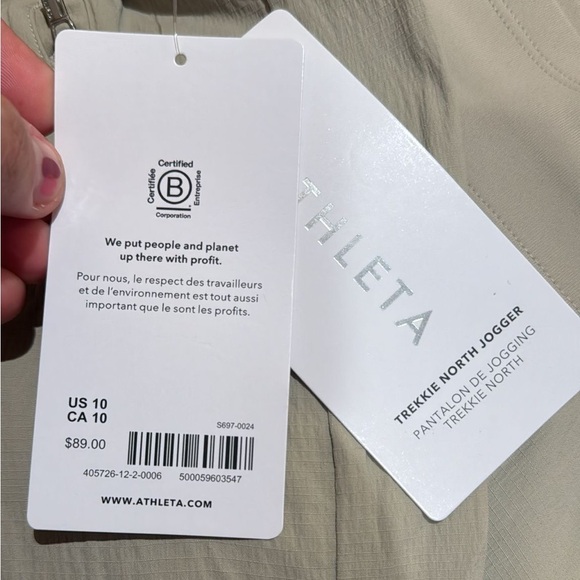 Certified
Certifiée
B
Entreprise
Corporation
We put people and planet
up there with profit.
Pour nous, le respect des travailleurs
et de l'environnement est tout aussi
important que le sont les profits.
US 10
CA 10
$89.00
S697-0024
405726-12-2-0006 500059603547
WWW.ATHLETA.COM
THLETA
TREKKIE NORTH JOGGER
PANTALON DE JOGGING
TREKKIE NORTH